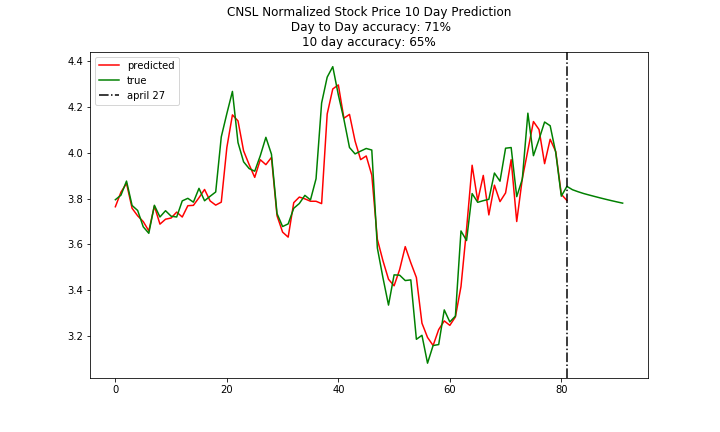 CNSL Normalized Stock Price 10 Day Prediction
Day to Day accuracy: 71%
10 day accuracy: 65%
predicted
true
april 27
4.4
4.2
4.0
3.8
3.6
3.4
3.2
0 20 40 60 80